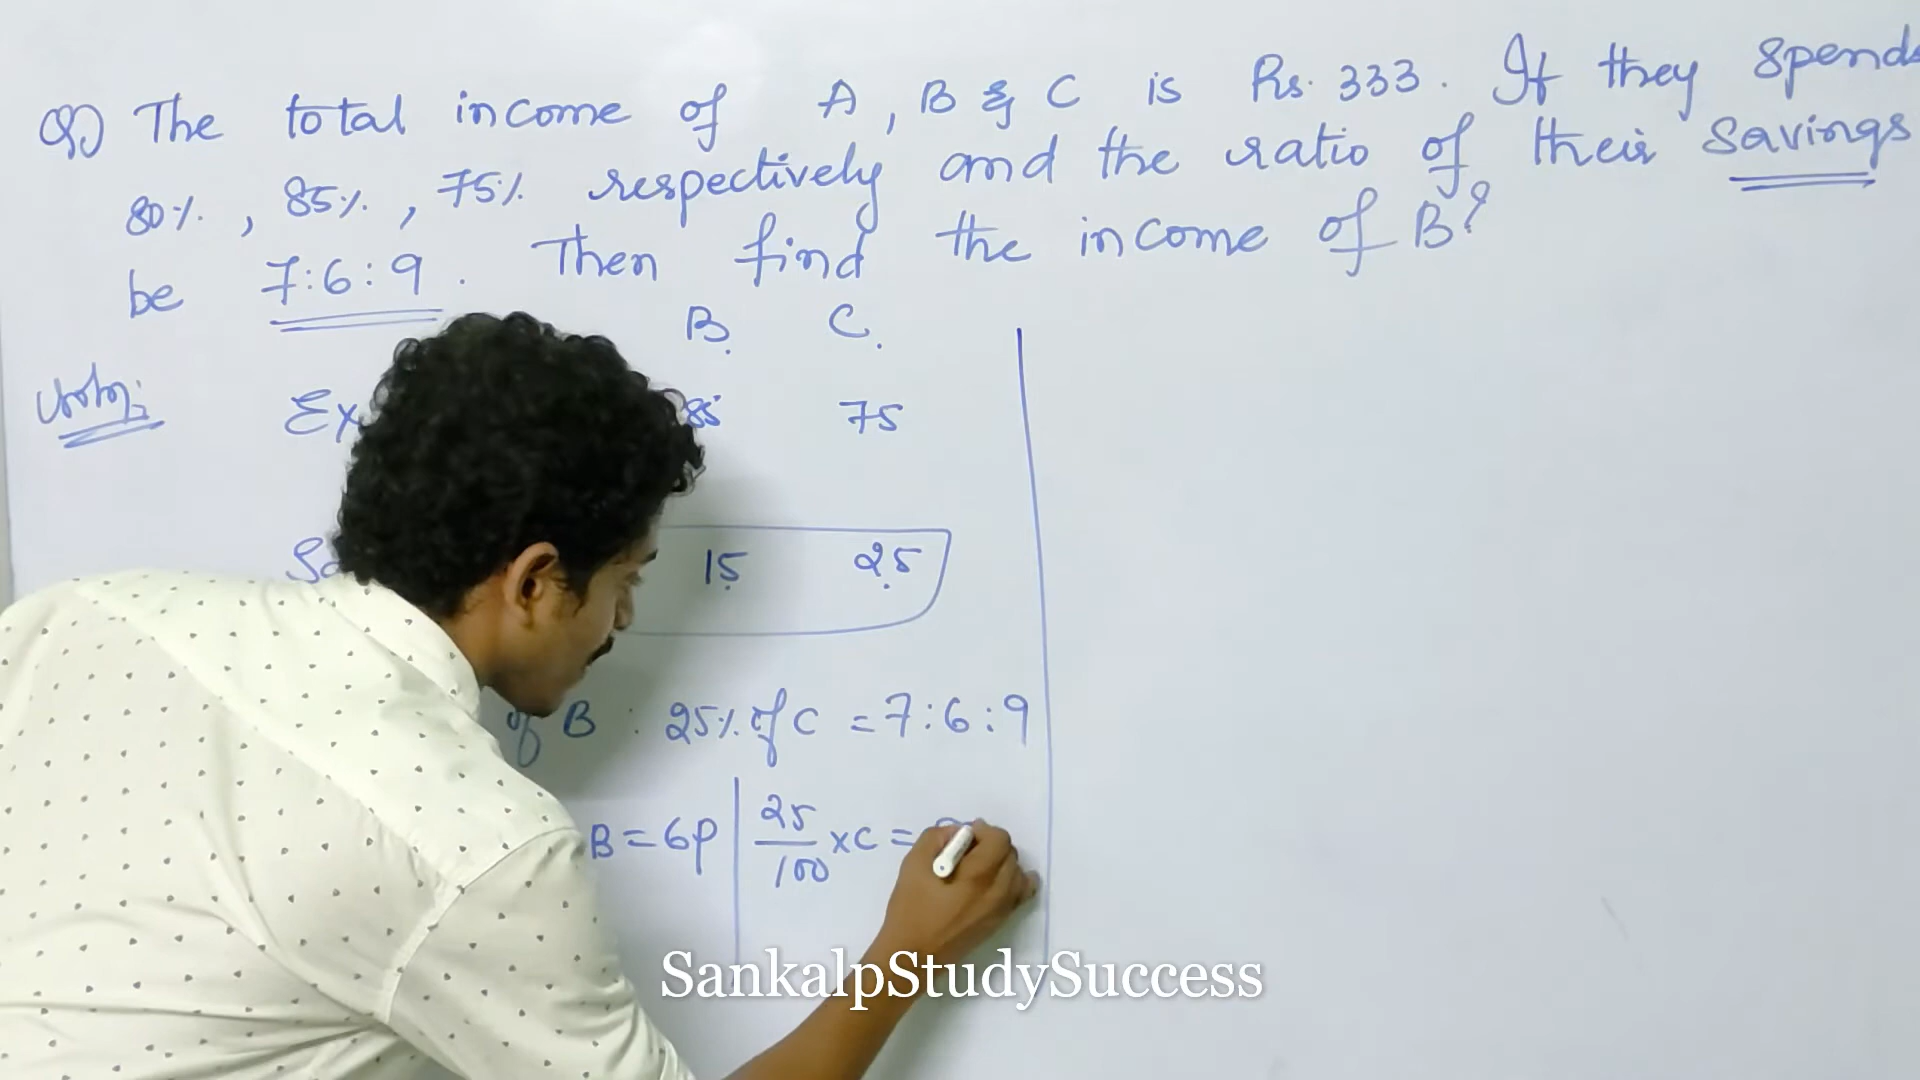 Q) The total income of A, B & C is Rs. 333. If they spends
80%, 85%, 75% respectively and the ratio of their savings
be 7:6:9. Then find the income of B?
B. C.
Ex 85 75
15 25
of B : 25% of C = 7:6:9
B = 6P | 25/100 × C =
SankalpStudySuccess